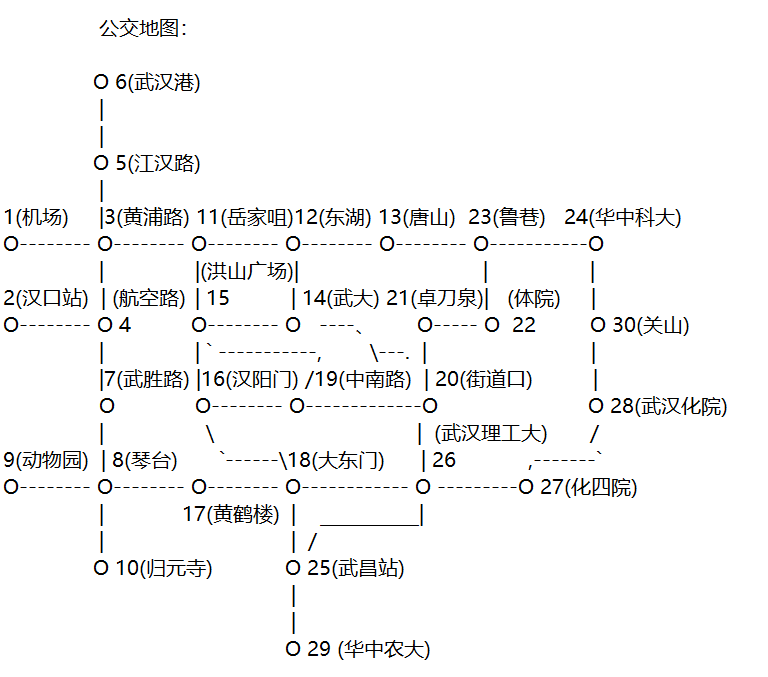 公交地图：
O 6(武汉港)
|
|
O 5(江汉路)
|
1(机场) |3(黄浦路) 11(岳家咀)12(东湖) 13(唐山) 23(鲁巷) 24(华中科大)
O-------- O-------- O-------- O-------- O-------- O-----------O
| |(洪山广场)| | |
2(汉口站) | (航空路) | 15 | 14(武大) 21(卓刀泉)| (体院) |
O-------- O 4 O-------- O ----、 O----- O 22 O 30(关山)
| | ` -----------, \---. | |
|7(武胜路) |16(汉阳门) /19(中南路) | 20(街道口) |
O O-------- O-------------O O 28(武汉化院)
| \ | (武汉理工大) /
9(动物园) | 8(琴台) `------\18(大东门) | 26 ,-------`
O-------- O-------- O-------- O------------ O ---------O 27(化四院)
| 17(黄鹤楼) | _________|
| | /
O 10(归元寺) O 25(武昌站)
|
|
O 29 (华中农大)